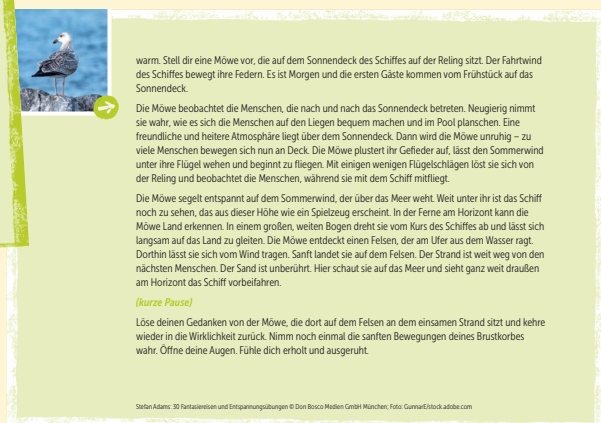 warm. Stell dir eine Möwe vor, die auf dem Sonnendeck des Schiffes auf der Reling sitzt. Der Fahrtwind
des Schiffes bewegt ihre Federn. Es ist Morgen und die ersten Gäste kommen vom Frühstück auf das
Sonnendeck.
Die Möwe beobachtet die Menschen, die nach und nach das Sonnendeck betreten. Neugierig nimmt
sie wahr, wie es sich die Menschen auf den Liegen bequem machen und im Pool planschen. Eine
freundliche und heitere Atmosphäre liegt über dem Sonnendeck. Dann wird die Möwe unruhig – zu
viele Menschen bewegen sich nun an Deck. Die Möwe plustert ihr Gefieder auf, lässt den Sommerwind
unter ihre Flügel wehen und beginnt zu fliegen. Mit einigen wenigen Flügelschlägen löst sie sich von
der Reling und beobachtet die Menschen, während sie mit dem Schiff mitfliegt.
Die Möwe segelt entspannt auf dem Sommerwind, der über das Meer weht. Weit unter ihr ist das Schiff
noch zu sehen, das aus dieser Höhe wie ein Spielzeug erscheint. In der Ferne am Horizont kann die
Möwe Land erkennen. In einem großen, weiten Bogen dreht sie vom Kurs des Schiffes ab und lässt sich
langsam auf das Land zu gleiten. Die Möwe entdeckt einen Felsen, der am Ufer aus dem Wasser ragt.
Dorthin lässt sie sich vom Wind tragen. Sanft landet sie auf dem Felsen. Der Strand ist weit weg von den
nächsten Menschen. Der Sand ist unberührt. Hier schaut sie auf das Meer und sieht ganz weit draußen
am Horizont das Schiff vorbeifahren.
(kurze Pause)
Löse deinen Gedanken von der Möwe, die dort auf dem Felsen an dem einsamen Strand sitzt und kehre
wieder in die Wirklichkeit zurück. Nimm noch einmal die sanften Bewegungen deines Brustkorbes
wahr. Öffne deine Augen. Fühle dich erholt und ausgeruht.
Stefan Adams: 30 Fantasiereisen und Entspannungsübungen © Don Bosco Medien GmbH München; Foto: GunnarE/stock.adobe.com